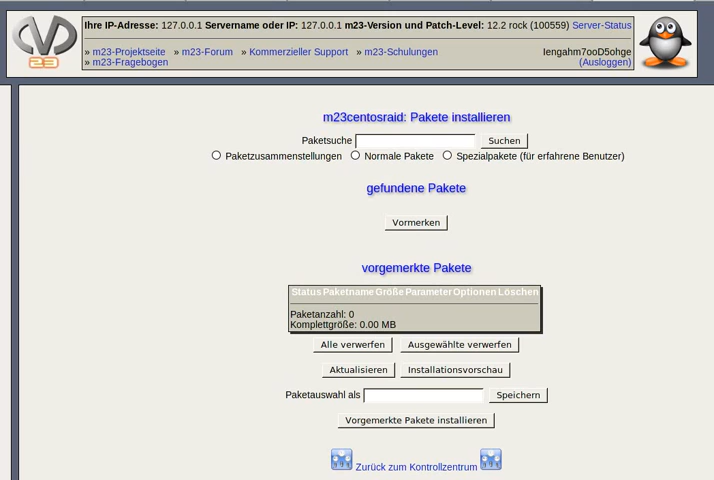 Ihre IP-Adresse: 127.0.0.1 Servername oder IP: 127.0.0.1 m23-Version und Patch-Level: 12.2 rock (100559) Server-Status
» m23-Projektseite » m23-Forum » Kommerzieller Support » m23-Schulungen Iengahm7ooD5ohge
» m23-Fragebogen (Ausloggen)
23
m23centosraid: Pakete installieren
Paketsuche Suchen
Paketzusammenstellungen Normale Pakete Spezialpakete (für erfahrene Benutzer)
gefundene Pakete
Vormerken
vorgemerkte Pakete
Status Paketname Größe Parameter Optionen Löschen
Paketanzahl: 0
Komplettgröße: 0.00 MB
Alle verwerfen Ausgewählte verwerfen
Aktualisieren Installationsvorschau
Paketauswahl als Speichern
Vorgemerkte Pakete installieren
Zurück zum Kontrollzentrum